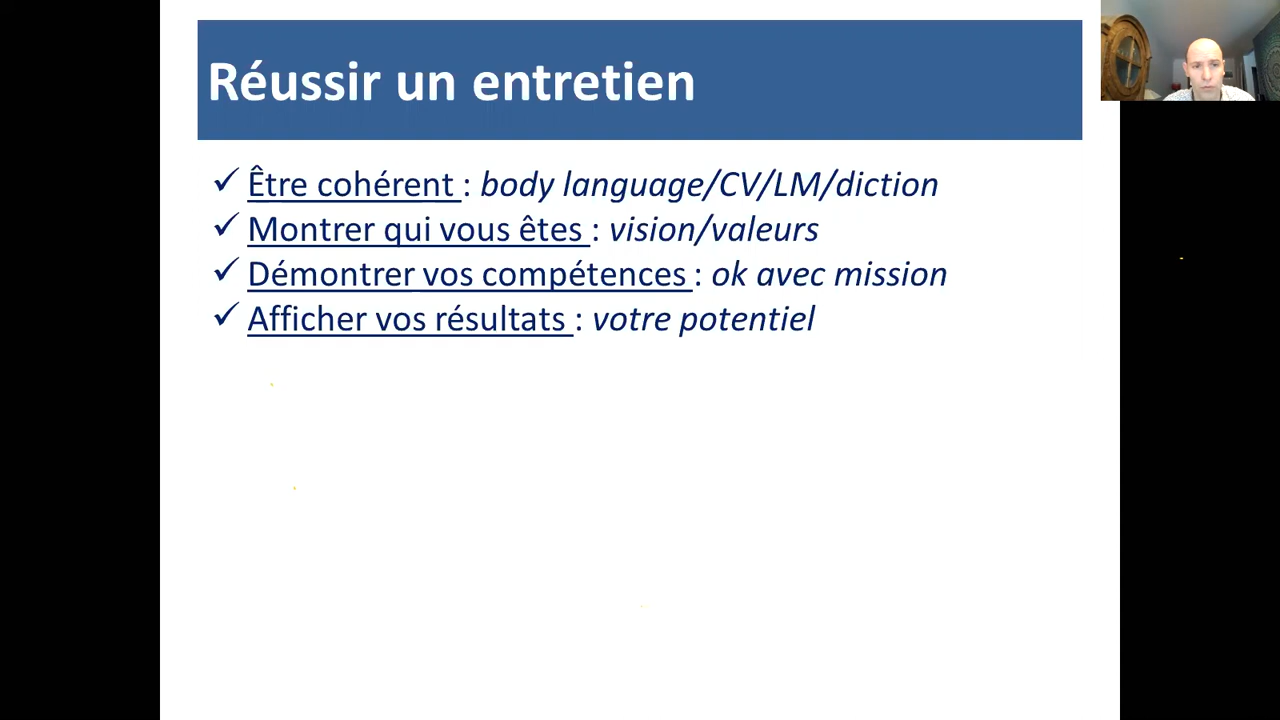 Réussir un entretien
✓ Être cohérent : body language/CV/LM/diction
✓ Montrer qui vous êtes : vision/valeurs
✓ Démontrer vos compétences : ok avec mission
✓ Afficher vos résultats : votre potentiel